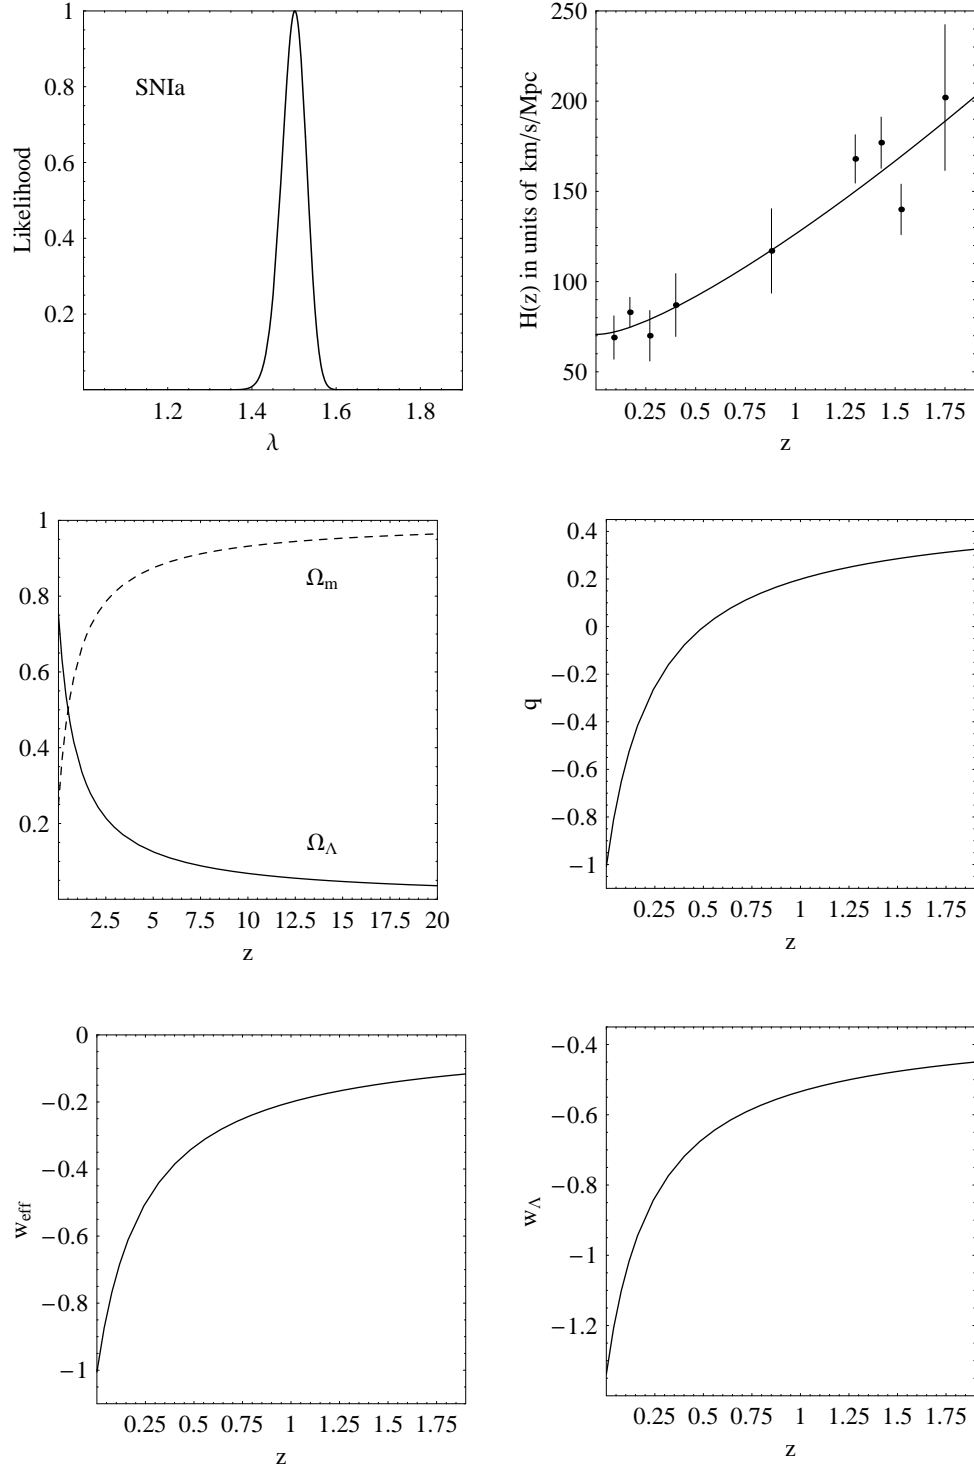 1
0.8
0.6
0.4
0.2
Likelihood
SNIa
1.2 1.4 1.6 1.8
λ
250
200
150
100
50
H(z) in units of km/s/Mpc
0.25 0.5 0.75 1 1.25 1.5 1.75
z
1
0.8
0.6
0.4
0.2
Ωm
ΩΛ
2.5 5 7.5 10 12.5 15 17.5 20
z
0.4
0.2
0
−0.2
−0.4
−0.6
−0.8
−1
q
0.25 0.5 0.75 1 1.25 1.5 1.75
z
0
−0.2
−0.4
−0.6
−0.8
−1
weff
0.25 0.5 0.75 1 1.25 1.5 1.75
z
−0.4
−0.6
−0.8
−1
−1.2
wΛ
0.25 0.5 0.75 1 1.25 1.5 1.75
z